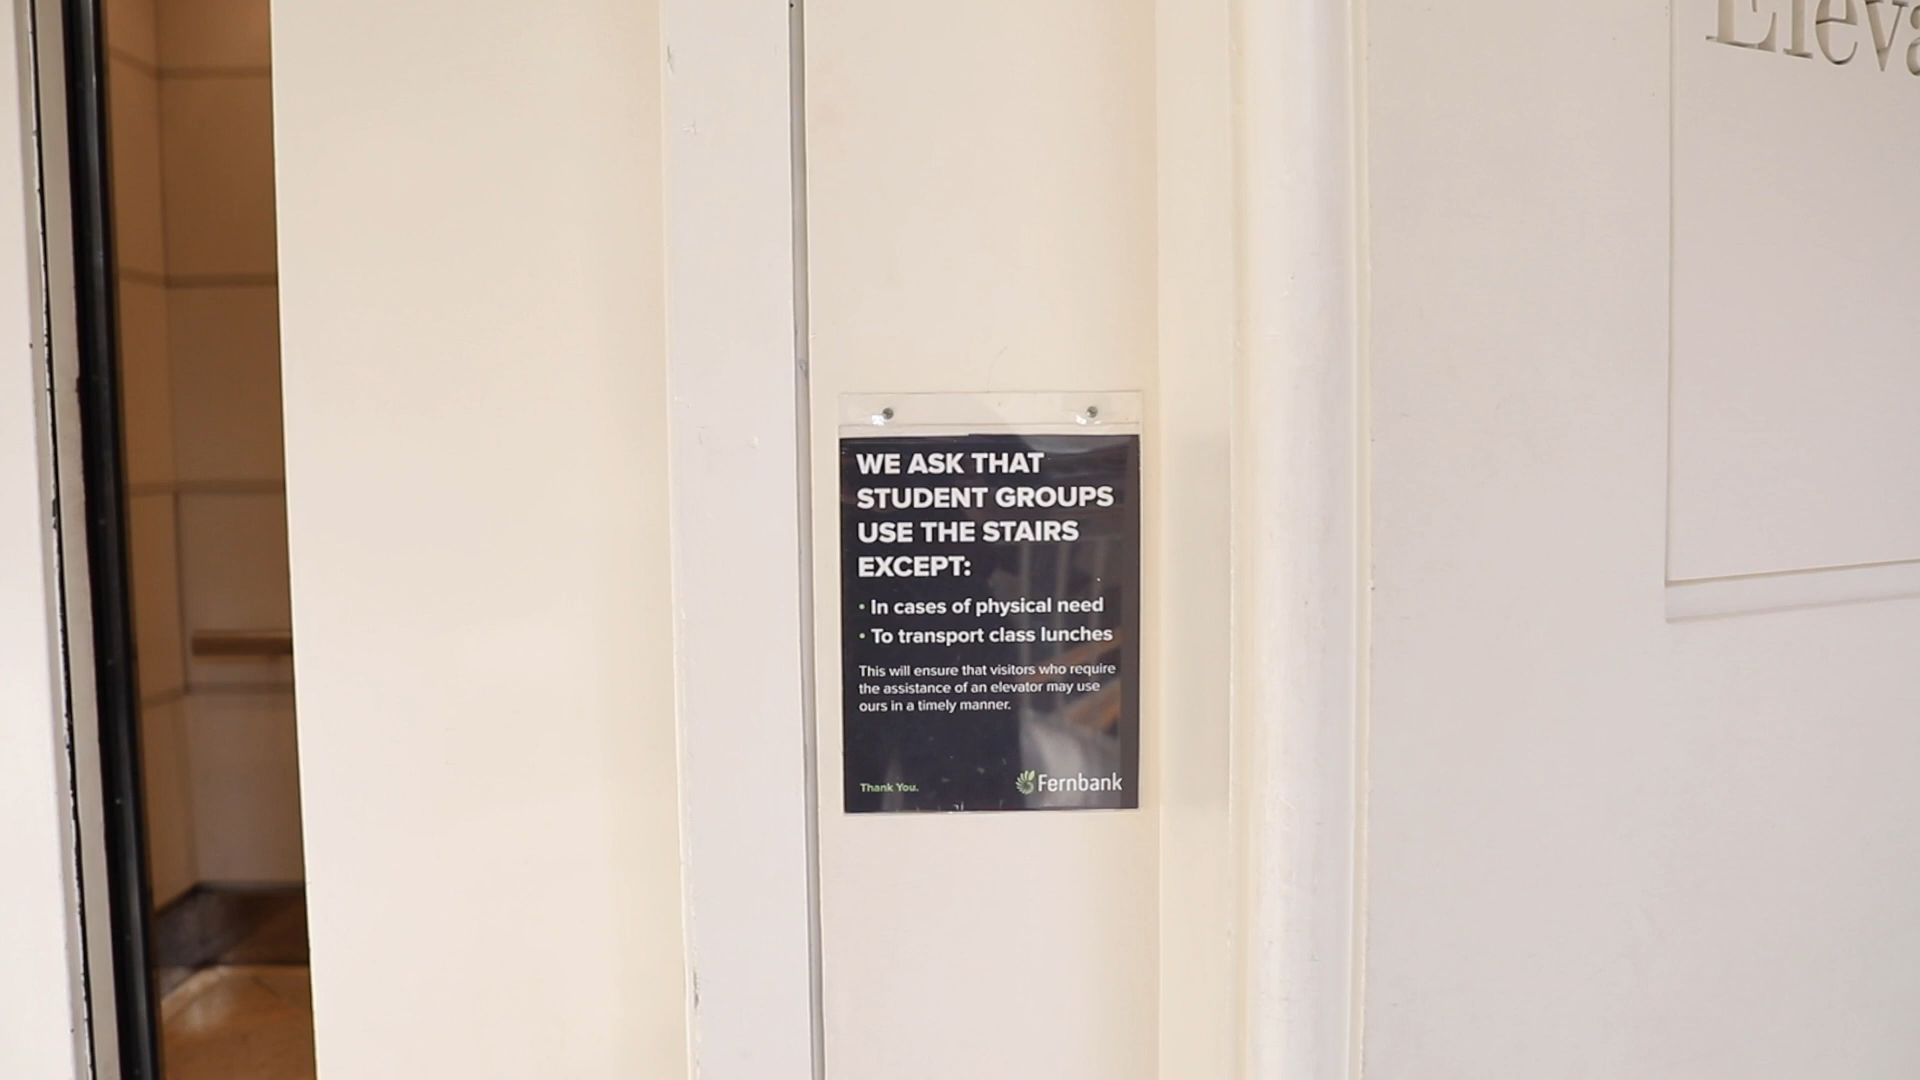 Eleva
WE ASK THAT
STUDENT GROUPS
USE THE STAIRS
EXCEPT:
• In cases of physical need
• To transport class lunches
This will ensure that visitors who require
the assistance of an elevator may use
ours in a timely manner.
Thank You.
Fernbank